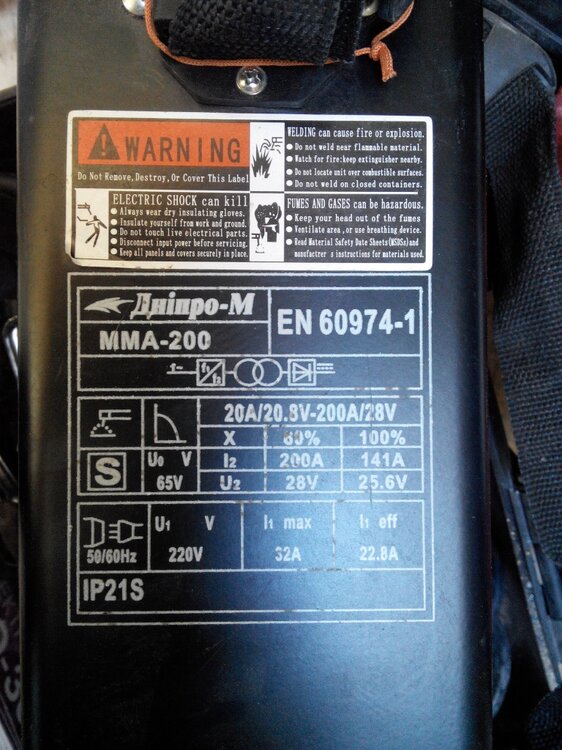 WARNING
Do Not Remove, Destroy, Or Cover This Label
WELDING can cause fire or explosion.
● Do not weld near flammable material.
● Watch for fire:keep extinguisher nearby.
● Do not locate unit over combustible surfaces.
● Do not weld on closed containers.
ELECTRIC SHOCK can kill
● Always wear dry insulating gloves.
● Insulate yourself from work and ground.
● Do not touch live electrical parts.
● Disconnect input power before servicing.
● Keep all panels and covers securely in place.
FUMES AND GASES can be hazardous.
● Keep your head out of the fumes
● Ventilate area ,or use breathing device.
● Read Material Safety Date Sheets(MSDSs)and
manufactrer s instructions for materials used.
Дніпро-М
EN 60974-1
MMA-200
1~ f1 f2
20A/20.8V-200A/28V
X 60% 100%
S U0 V I2 200A 141A
65V U2 28V 25.6V
U1 V I1 max I1 eff
50/60Hz 220V 32A 22.8A
IP21S